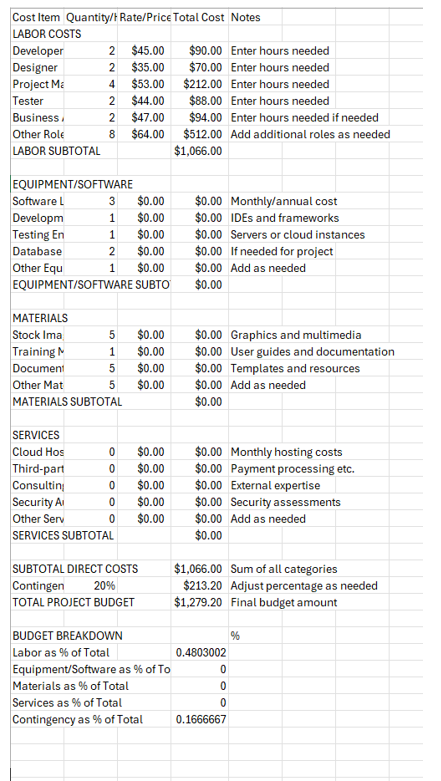 Cost Item Quantity/H Rate/Price Total Cost Notes
LABOR COSTS
Developer 2 $45.00 $90.00 Enter hours needed
Designer 2 $35.00 $70.00 Enter hours needed
Project Ma 4 $53.00 $212.00 Enter hours needed
Tester 2 $44.00 $88.00 Enter hours needed
Business 2 $47.00 $94.00 Enter hours needed if needed
Other Role 8 $64.00 $512.00 Add additional roles as needed
LABOR SUBTOTAL $1,066.00
EQUIPMENT/SOFTWARE
Software L 3 $0.00 $0.00 Monthly/annual cost
Developm 1 $0.00 $0.00 IDEs and frameworks
Testing En 1 $0.00 $0.00 Servers or cloud instances
Database 2 $0.00 $0.00 If needed for project
Other Equ 1 $0.00 $0.00 Add as needed
EQUIPMENT/SOFTWARE SUBTO $0.00
MATERIALS
Stock Ima 5 $0.00 $0.00 Graphics and multimedia
Training M 1 $0.00 $0.00 User guides and documentation
Document 5 $0.00 $0.00 Templates and resources
Other Mat 5 $0.00 $0.00 Add as needed
MATERIALS SUBTOTAL $0.00
SERVICES
Cloud Hos 0 $0.00 $0.00 Monthly hosting costs
Third-part 0 $0.00 $0.00 Payment processing etc.
Consulting 0 $0.00 $0.00 External expertise
Security Au 0 $0.00 $0.00 Security assessments
Other Serv 0 $0.00 $0.00 Add as needed
SERVICES SUBTOTAL $0.00
SUBTOTAL DIRECT COSTS $1,066.00 Sum of all categories
Contingen 20% $213.20 Adjust percentage as needed
TOTAL PROJECT BUDGET $1,279.20 Final budget amount
BUDGET BREAKDOWN %
Labor as % of Total 0.4803002
Equipment/Software as % of To 0
Materials as % of Total 0
Services as % of Total 0
Contingency as % of Total 0.1666667